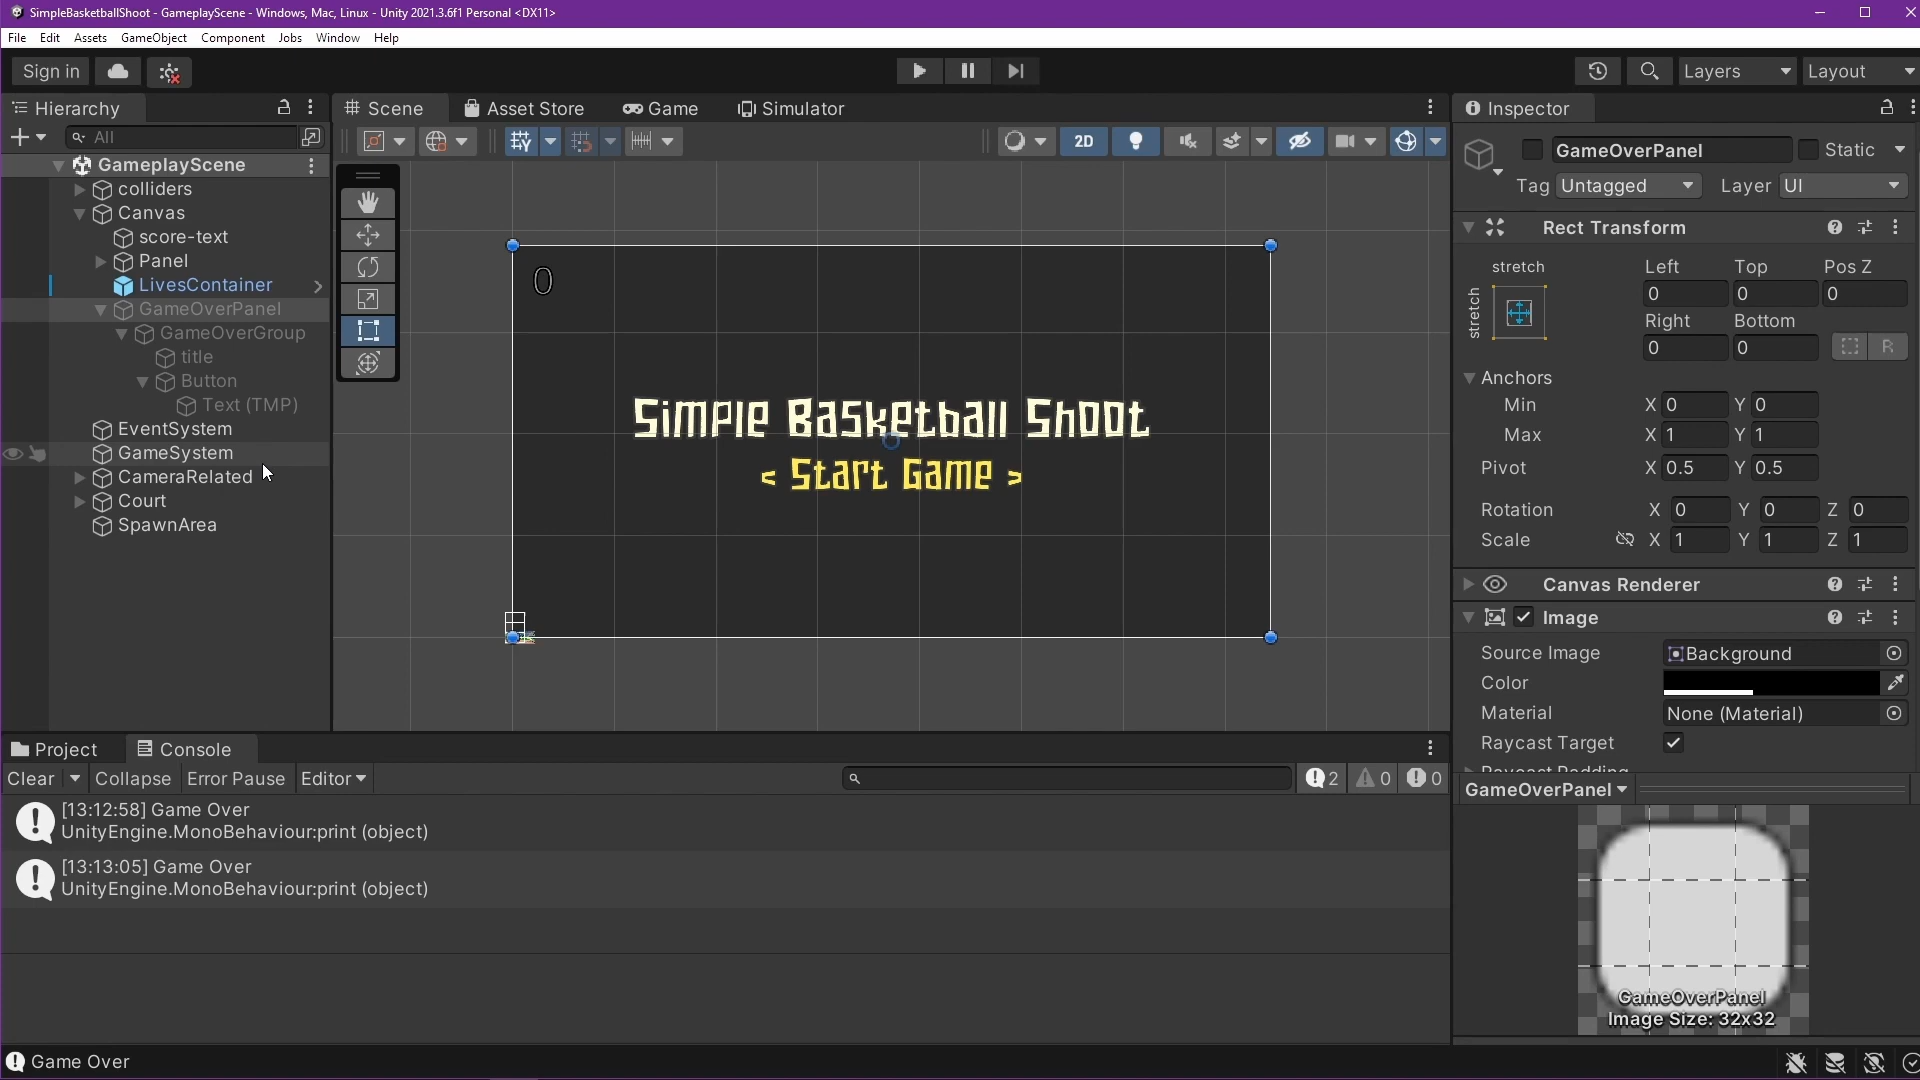 SimpleBasketballShoot - GameplayScene - Windows, Mac, Linux - Unity 2021.3.6f1 Personal <DX11>
File Edit Assets GameObject Component Jobs Window Help
Sign in
Layers
Layout
Hierarchy
Scene
Asset Store
Game
Simulator
Inspector
All
2D
GameplayScene
colliders
Canvas
score-text
Panel
LivesContainer
GameOverPanel
GameOverGroup
title
Button
Text (TMP)
EventSystem
GameSystem
CameraRelated
Court
SpawnArea
0
Simple Basketball Shoot
< Start Game >
GameOverPanel
Static
Tag Untagged Layer UI
Rect Transform
stretch
stretch
Left Top Pos Z
0 0 0
Right Bottom
0 0 R
Anchors
Min X 0 Y 0
Max X 1 Y 1
Pivot X 0.5 Y 0.5
Rotation X 0 Y 0 Z 0
Scale X 1 Y 1 Z 1
Canvas Renderer
Image
Source Image Background
Color
Material None (Material)
Raycast Target
Raycast Padding
GameOverPanel
GameOverPanel
Image Size: 32x32
Project
Console
Clear Collapse Error Pause Editor
2 0 0
[13:12:58] Game Over
UnityEngine.MonoBehaviour:print (object)
[13:13:05] Game Over
UnityEngine.MonoBehaviour:print (object)
Game Over